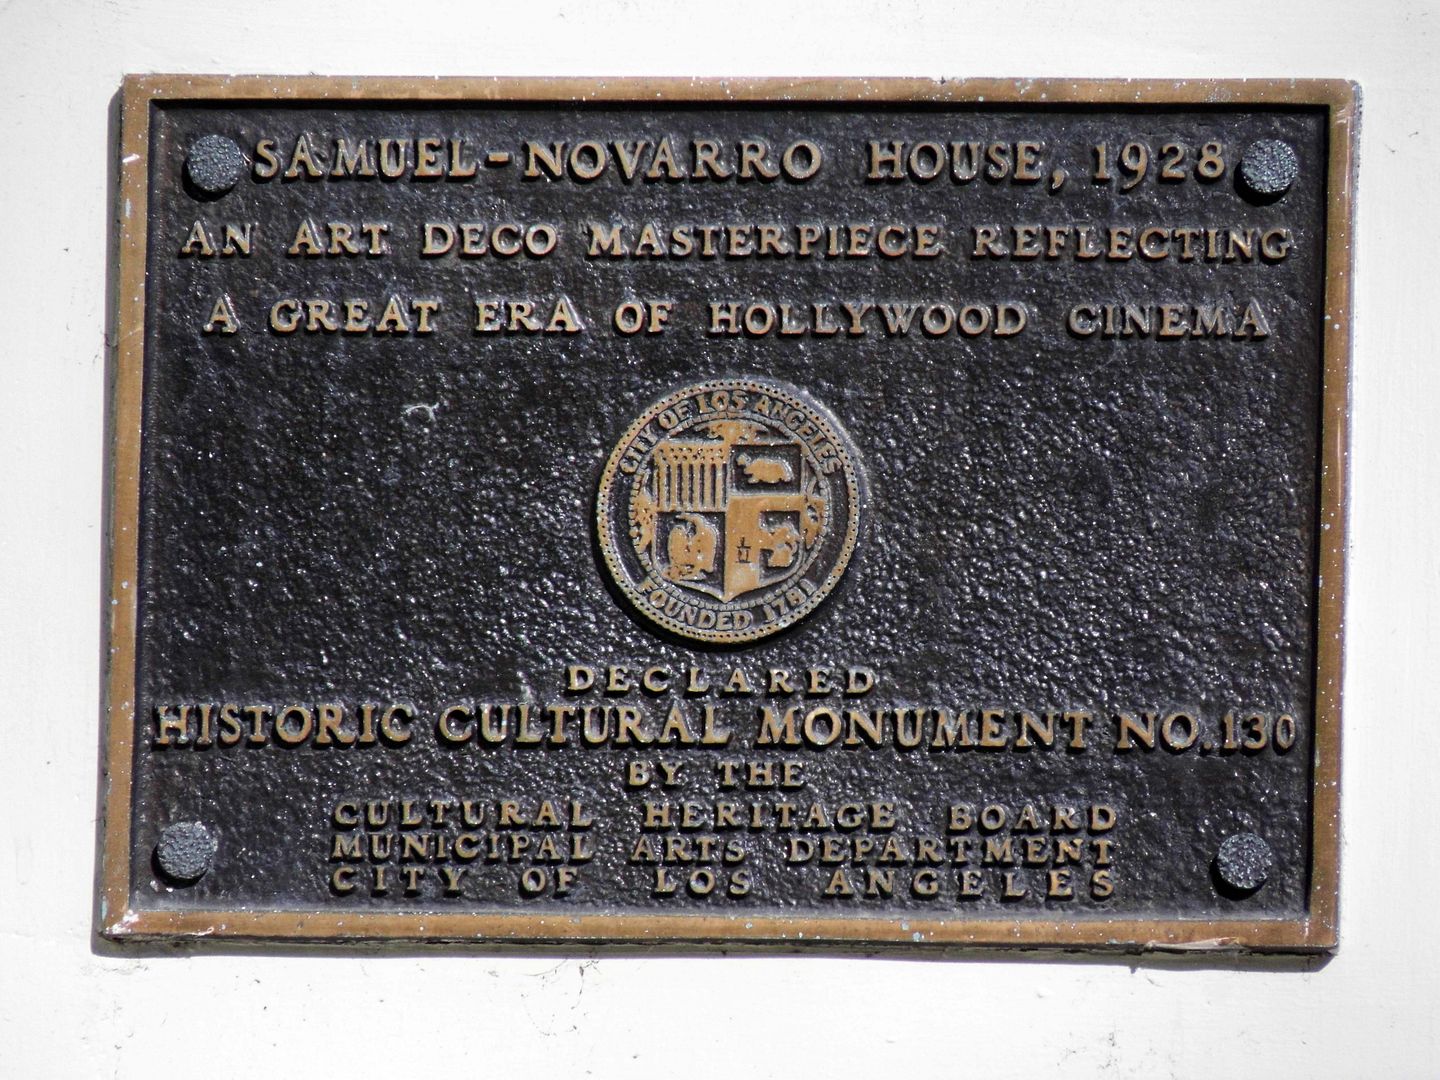 SAMUEL-NOVARRO HOUSE, 1928
AN ART DECO MASTERPIECE REFLECTING
A GREAT ERA OF HOLLYWOOD CINEMA
CITY OF LOS ANGELES
FOUNDED 1781
DECLARED
HISTORIC CULTURAL MONUMENT NO.130
BY THE
CULTURAL HERITAGE BOARD
MUNICIPAL ARTS DEPARTMENT
CITY OF LOS ANGELES